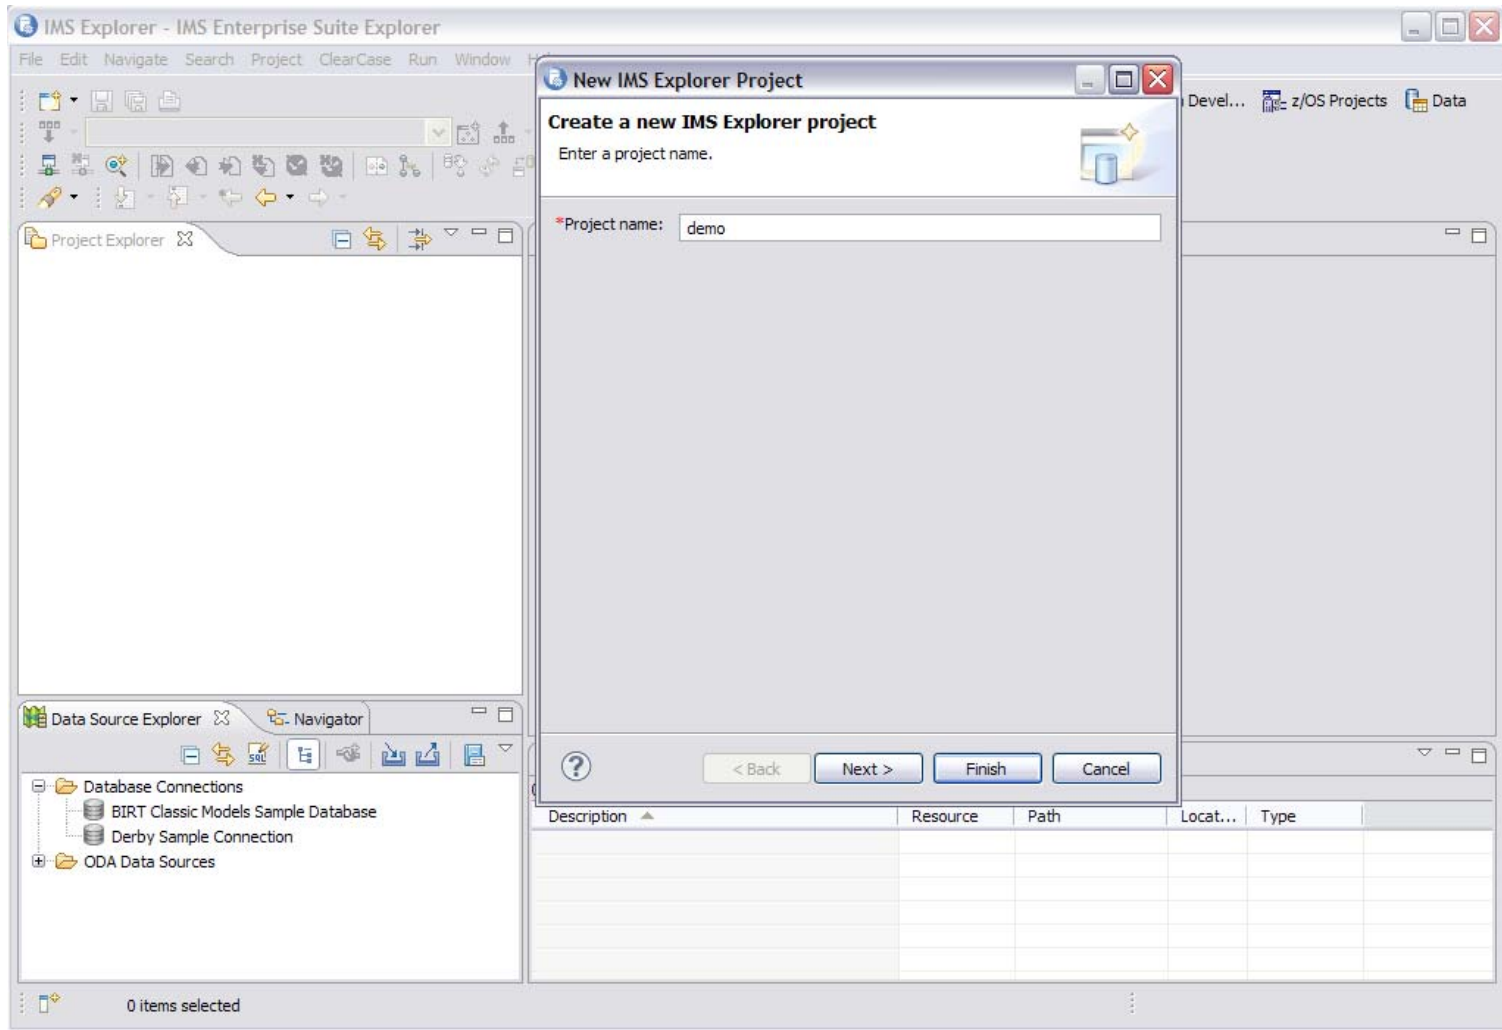 IMS Explorer - IMS Enterprise Suite Explorer
File Edit Navigate Search Project ClearCase Run Window
New IMS Explorer Project
Devel... z/OS Projects Data
Create a new IMS Explorer project
Enter a project name.
*Project name: demo
Project Explorer
Data Source Explorer Navigator
SQL
Database Connections
BIRT Classic Models Sample Database
Derby Sample Connection
ODA Data Sources
? < Back Next > Finish Cancel
Description Resource Path Locat... Type
0 items selected